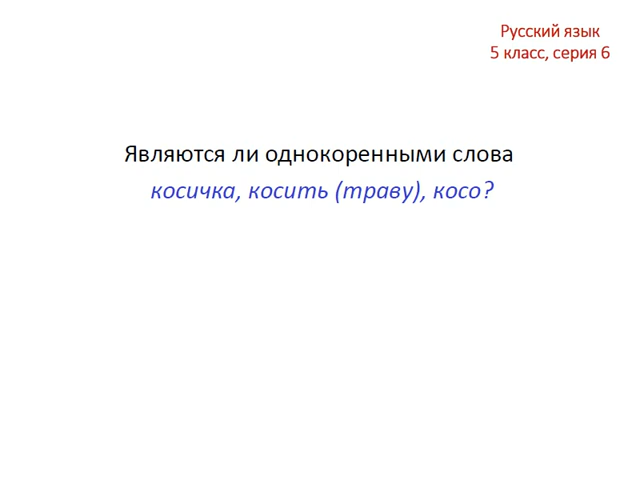 Русский язык
5 класс, серия 6
Являются ли однокоренными слова
косичка, косить (траву), косо?